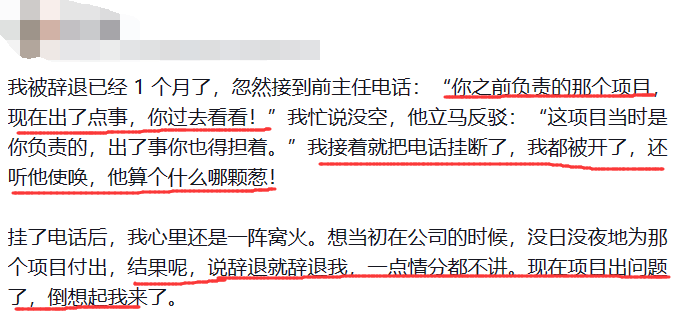 我被辞退已经 1 个月了，忽然接到前主任电话：“你之前负责的那个项目，
现在出了点事，你过去看看！”我忙说没空，他立马反驳：“这项目当时是
你负责的，出了事你也得担着。”我接着就把电话挂断了，我都被开了，还
听他使唤，他算个什么哪颗葱！
挂了电话后，我心里还是一阵窝火。想当初在公司的时候，没日没夜地为那
个项目付出，结果呢，说辞退就辞退我，一点情分都不讲。现在项目出问题
了，倒想起我来了。